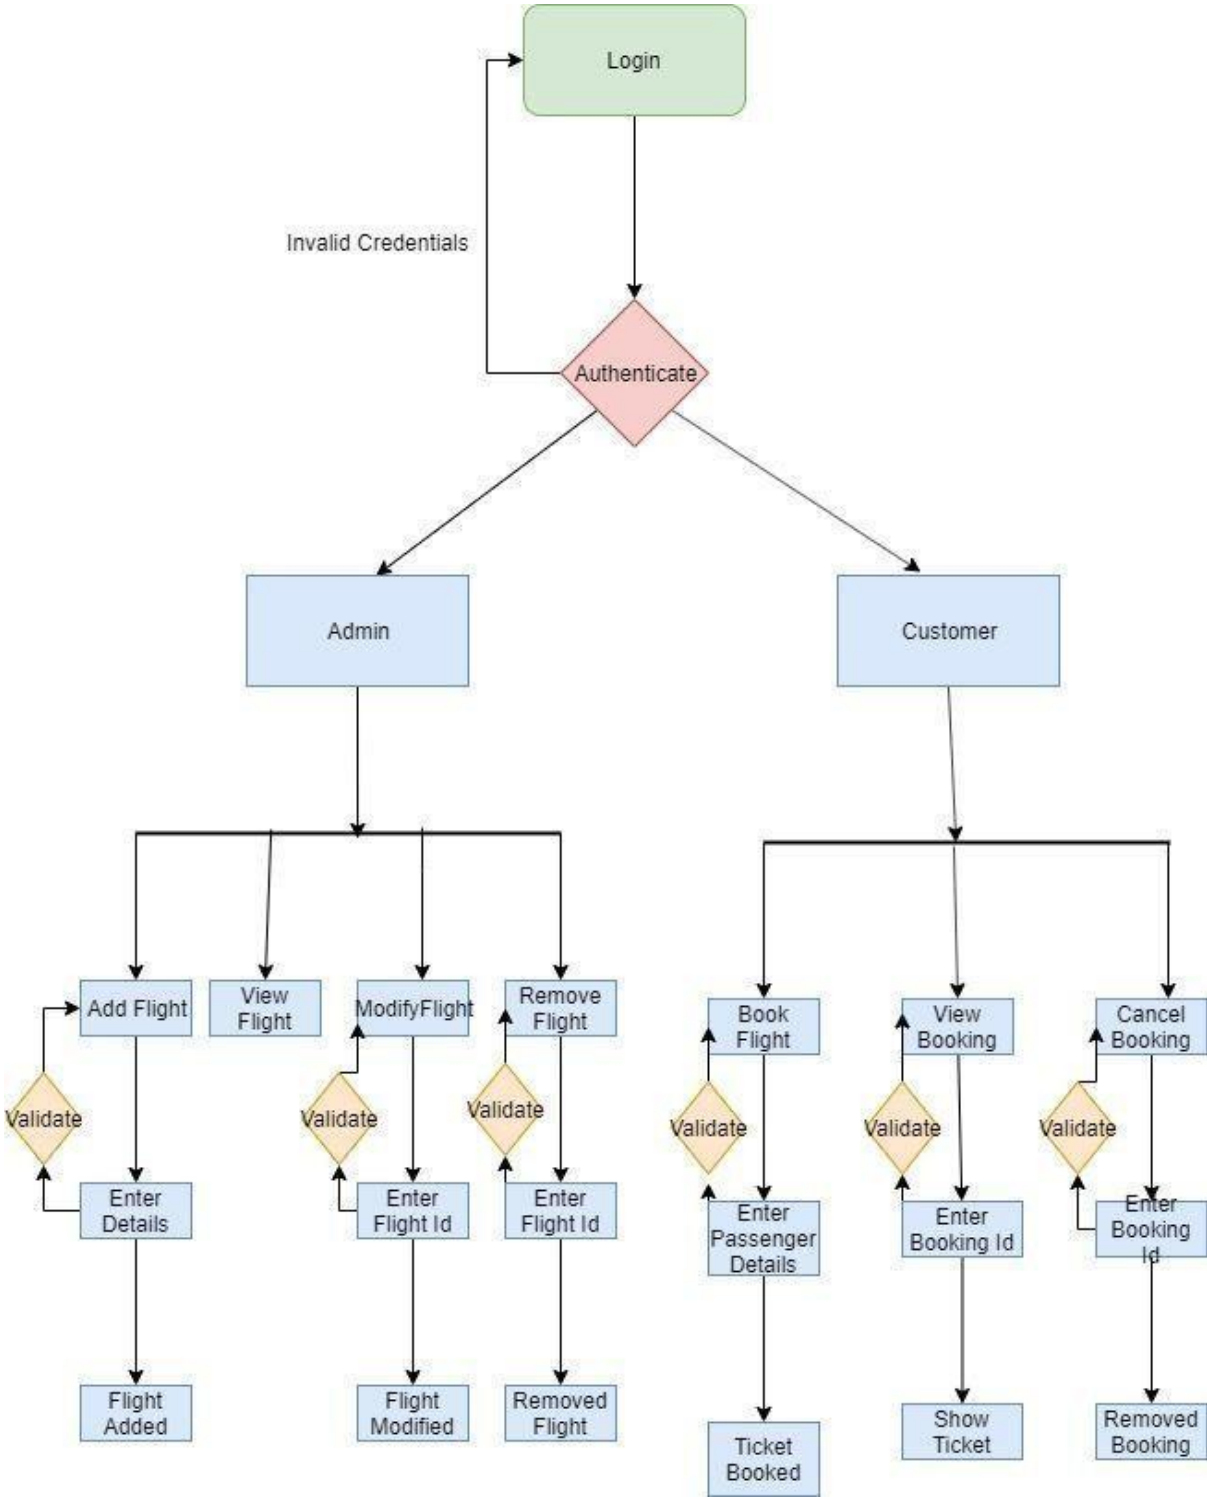 Login
Invalid Credentials
Authenticate
Admin
Customer
Add Flight
View
Flight
ModifyFlight
Remove
Flight
Book
Flight
View
Booking
Cancel
Booking
Validate
Validate
Validate
Validate
Validate
Validate
Enter
Details
Enter
Flight Id
Enter
Flight Id
Enter
Passenger
Details
Enter
Booking Id
Enter
Booking
Id
Flight
Added
Flight
Modified
Removed
Flight
Ticket
Booked
Show
Ticket
Removed
Booking